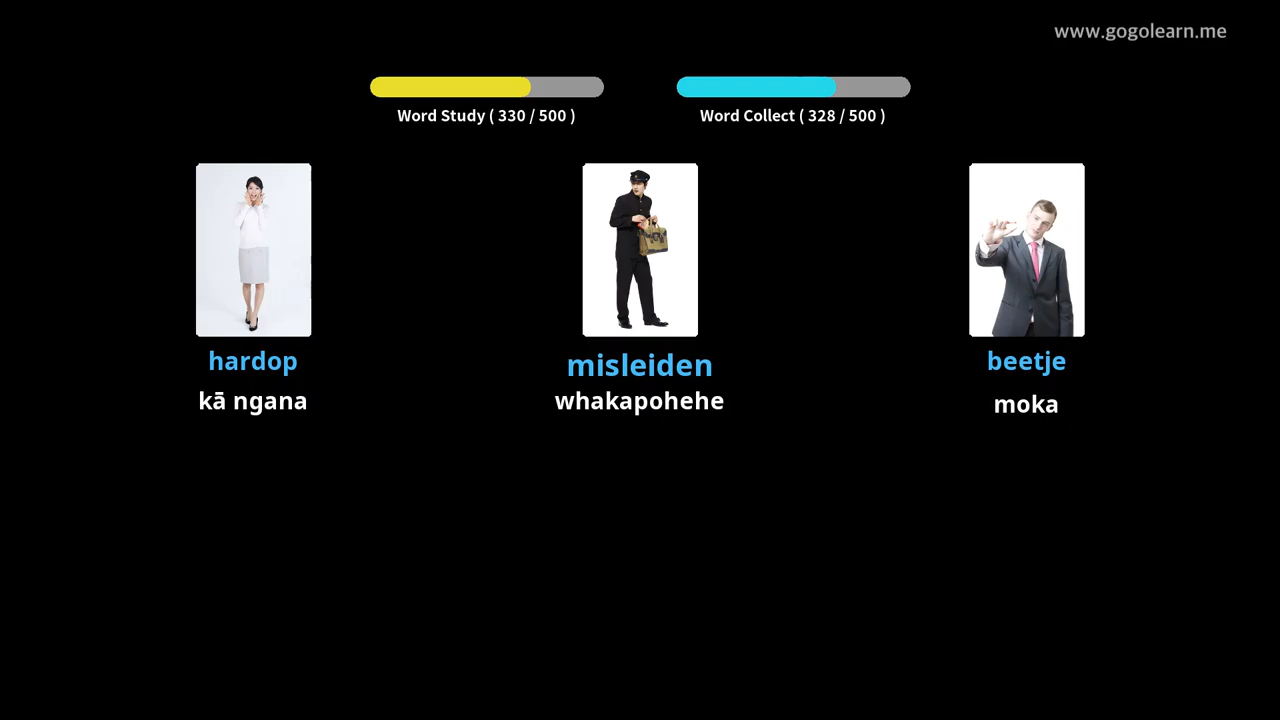 www.gogolearn.me
Word Study ( 330 / 500 )
Word Collect ( 328 / 500 )
hardop
misleiden
beetje
kā ngana
whakapohehe
moka